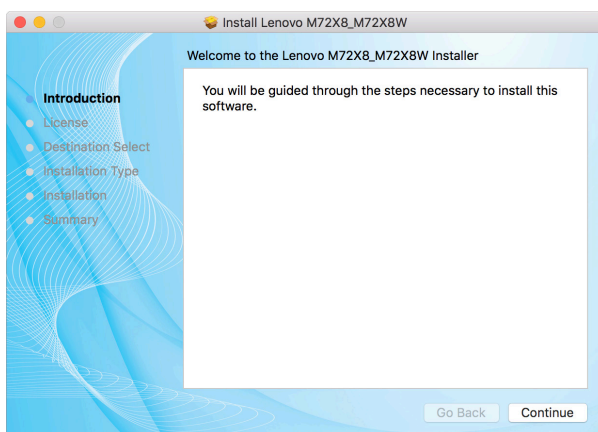 Install Lenovo M72X8_M72X8W
Welcome to the Lenovo M72X8_M72X8W Installer
Introduction
License
Destination Select
Installation Type
Installation
Summary
You will be guided through the steps necessary to install this
software.
Go Back
Continue